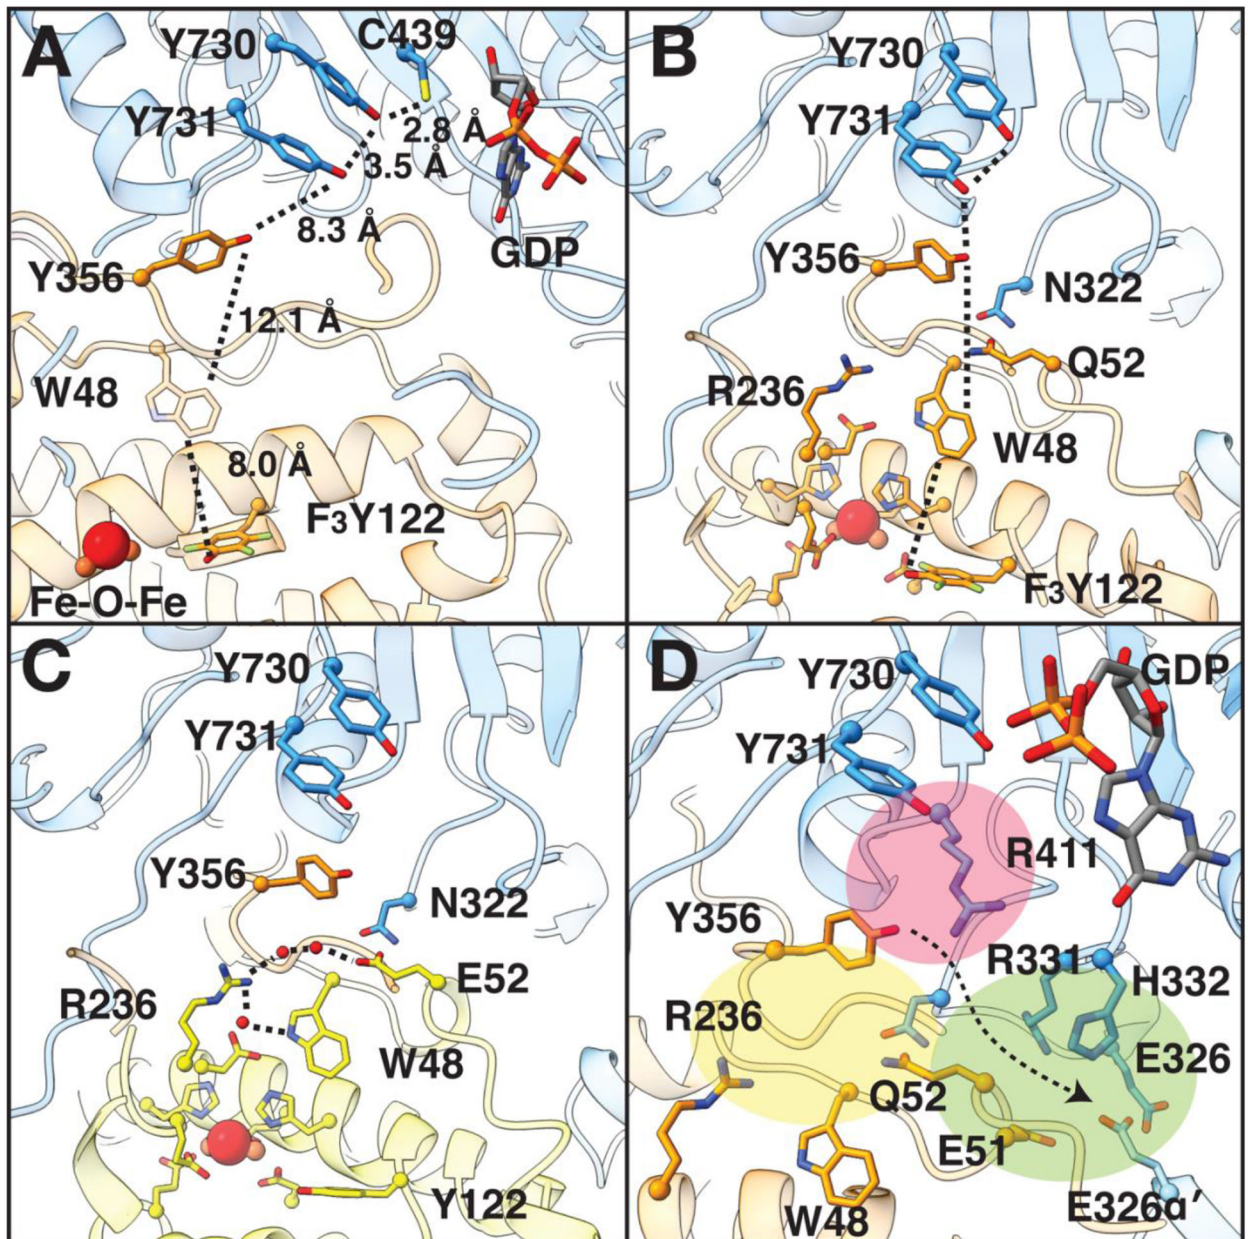 A
Y730
C439
Y731
2.8 Å
3.5 Å
8.3 Å
GDP
Y356
12.1 Å
W48
8.0 Å
F₃Y122
Fe-O-Fe
B
Y730
Y731
Y356
N322
Q52
R236
W48
F₃Y122
C
Y730
Y731
Y356
N322
E52
R236
W48
Y122
D
Y730
GDP
Y731
R411
Y356
R331
H332
R236
E326
Q52
E51
W48
E326α′